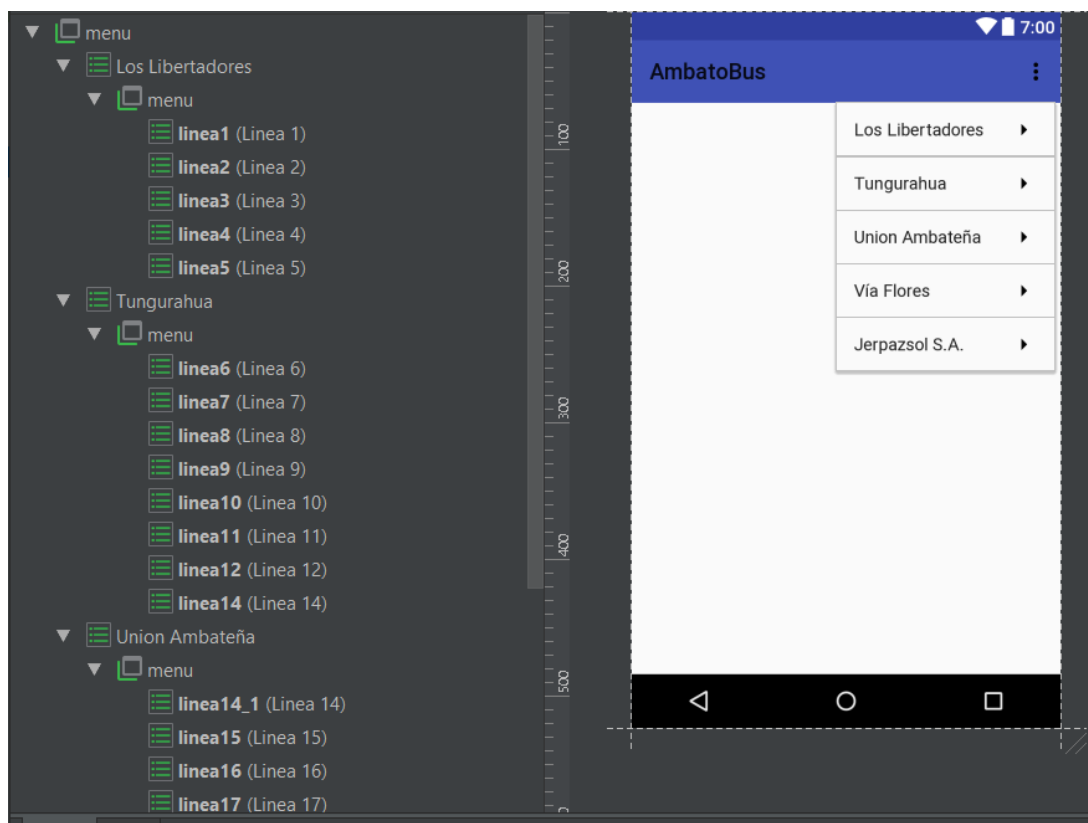 menu
Los Libertadores
menu
linea1 (Linea 1)
linea2 (Linea 2)
linea3 (Linea 3)
linea4 (Linea 4)
linea5 (Linea 5)
Tungurahua
menu
linea6 (Linea 6)
linea7 (Linea 7)
linea8 (Linea 8)
linea9 (Linea 9)
linea10 (Linea 10)
linea11 (Linea 11)
linea12 (Linea 12)
linea14 (Linea 14)
Union Ambateña
menu
linea14_1 (Linea 14)
linea15 (Linea 15)
linea16 (Linea 16)
linea17 (Linea 17)
100
200
300
400
500
7:00
AmbatoBus
Los Libertadores
Tungurahua
Union Ambateña
Vía Flores
Jerpazsol S.A.